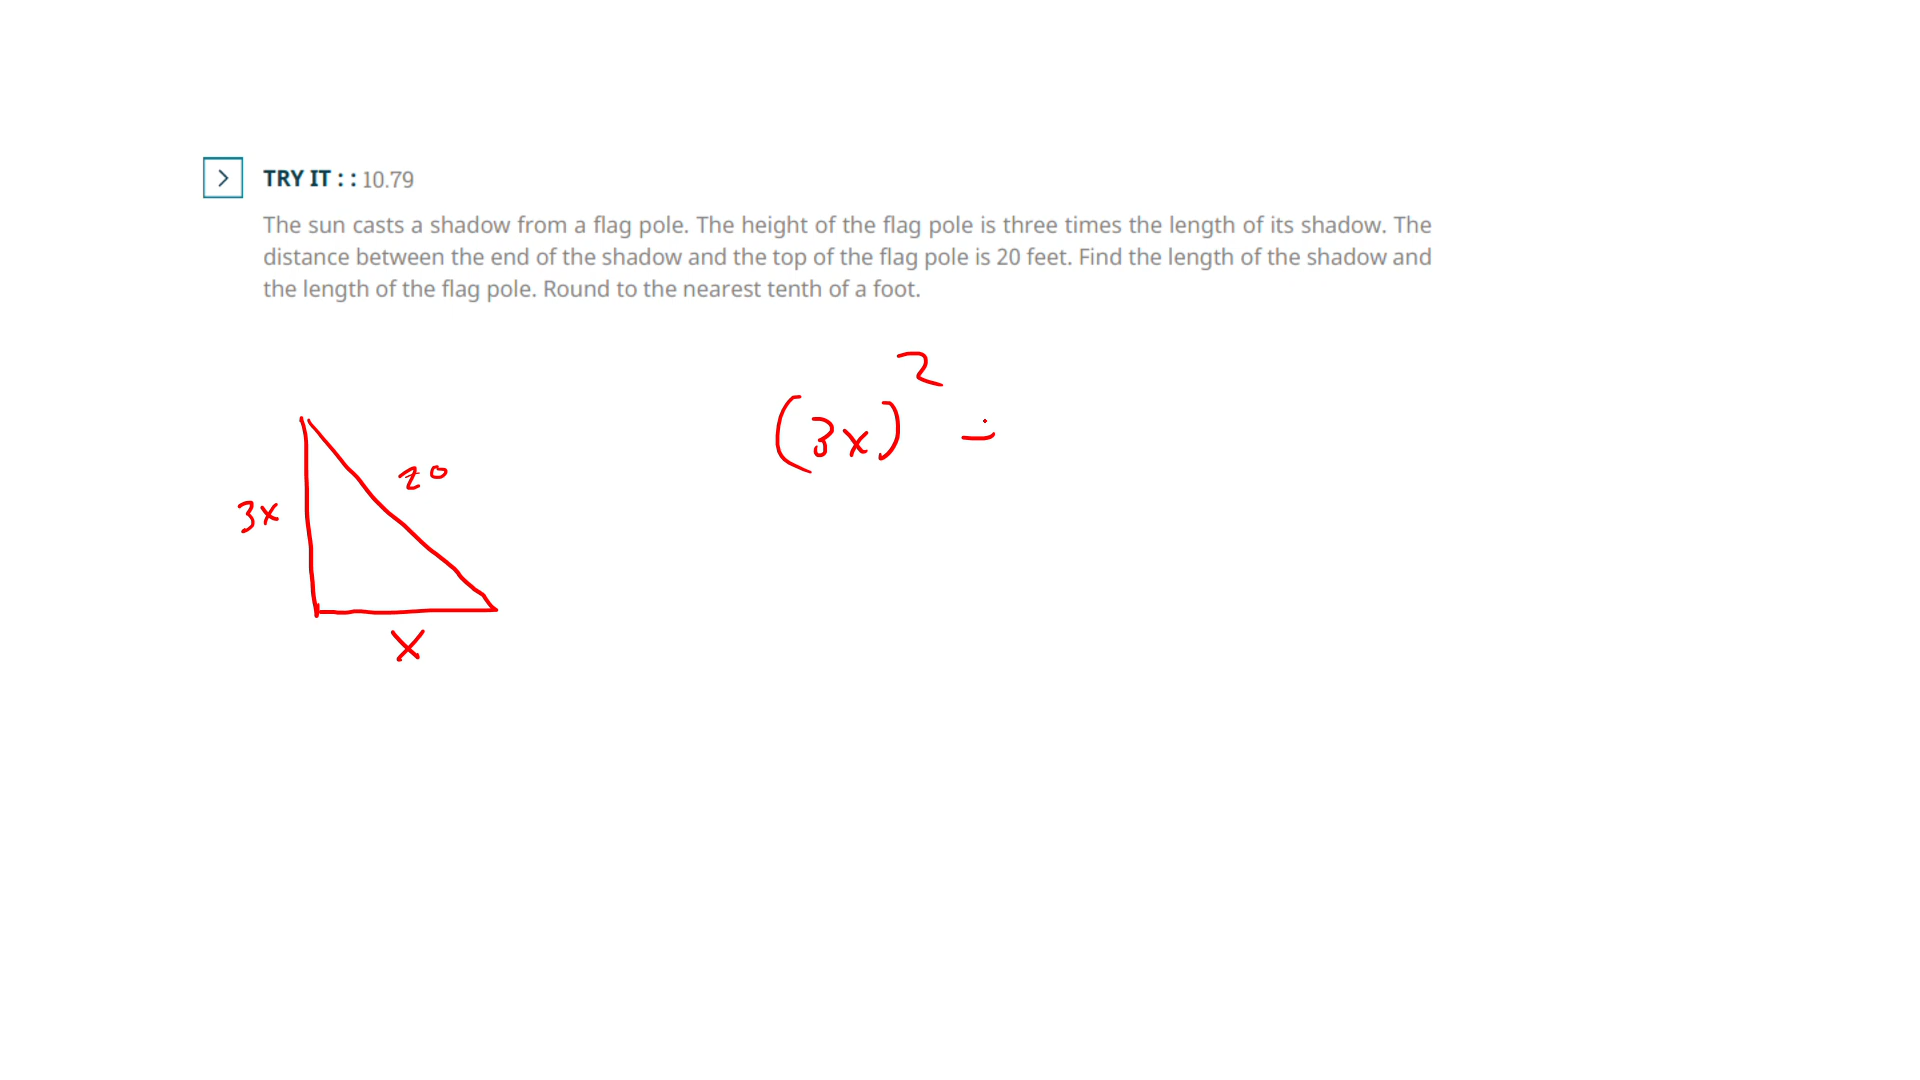 TRY IT : : 10.79
The sun casts a shadow from a flag pole. The height of the flag pole is three times the length of its shadow. The
distance between the end of the shadow and the top of the flag pole is 20 feet. Find the length of the shadow and
the length of the flag pole. Round to the nearest tenth of a foot.
(3x)²
20
3x
x